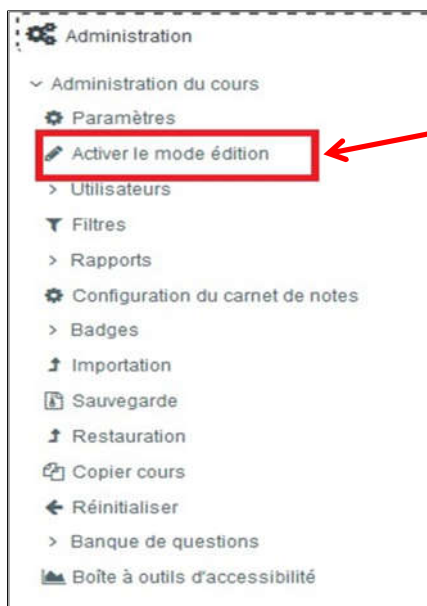 Administration
Administration du cours
Paramètres
Activer le mode édition
Utilisateurs
Filtres
Rapports
Configuration du carnet de notes
Badges
Importation
Sauvegarde
Restauration
Copier cours
Réinitialiser
Banque de questions
Boîte à outils d'accessibilité